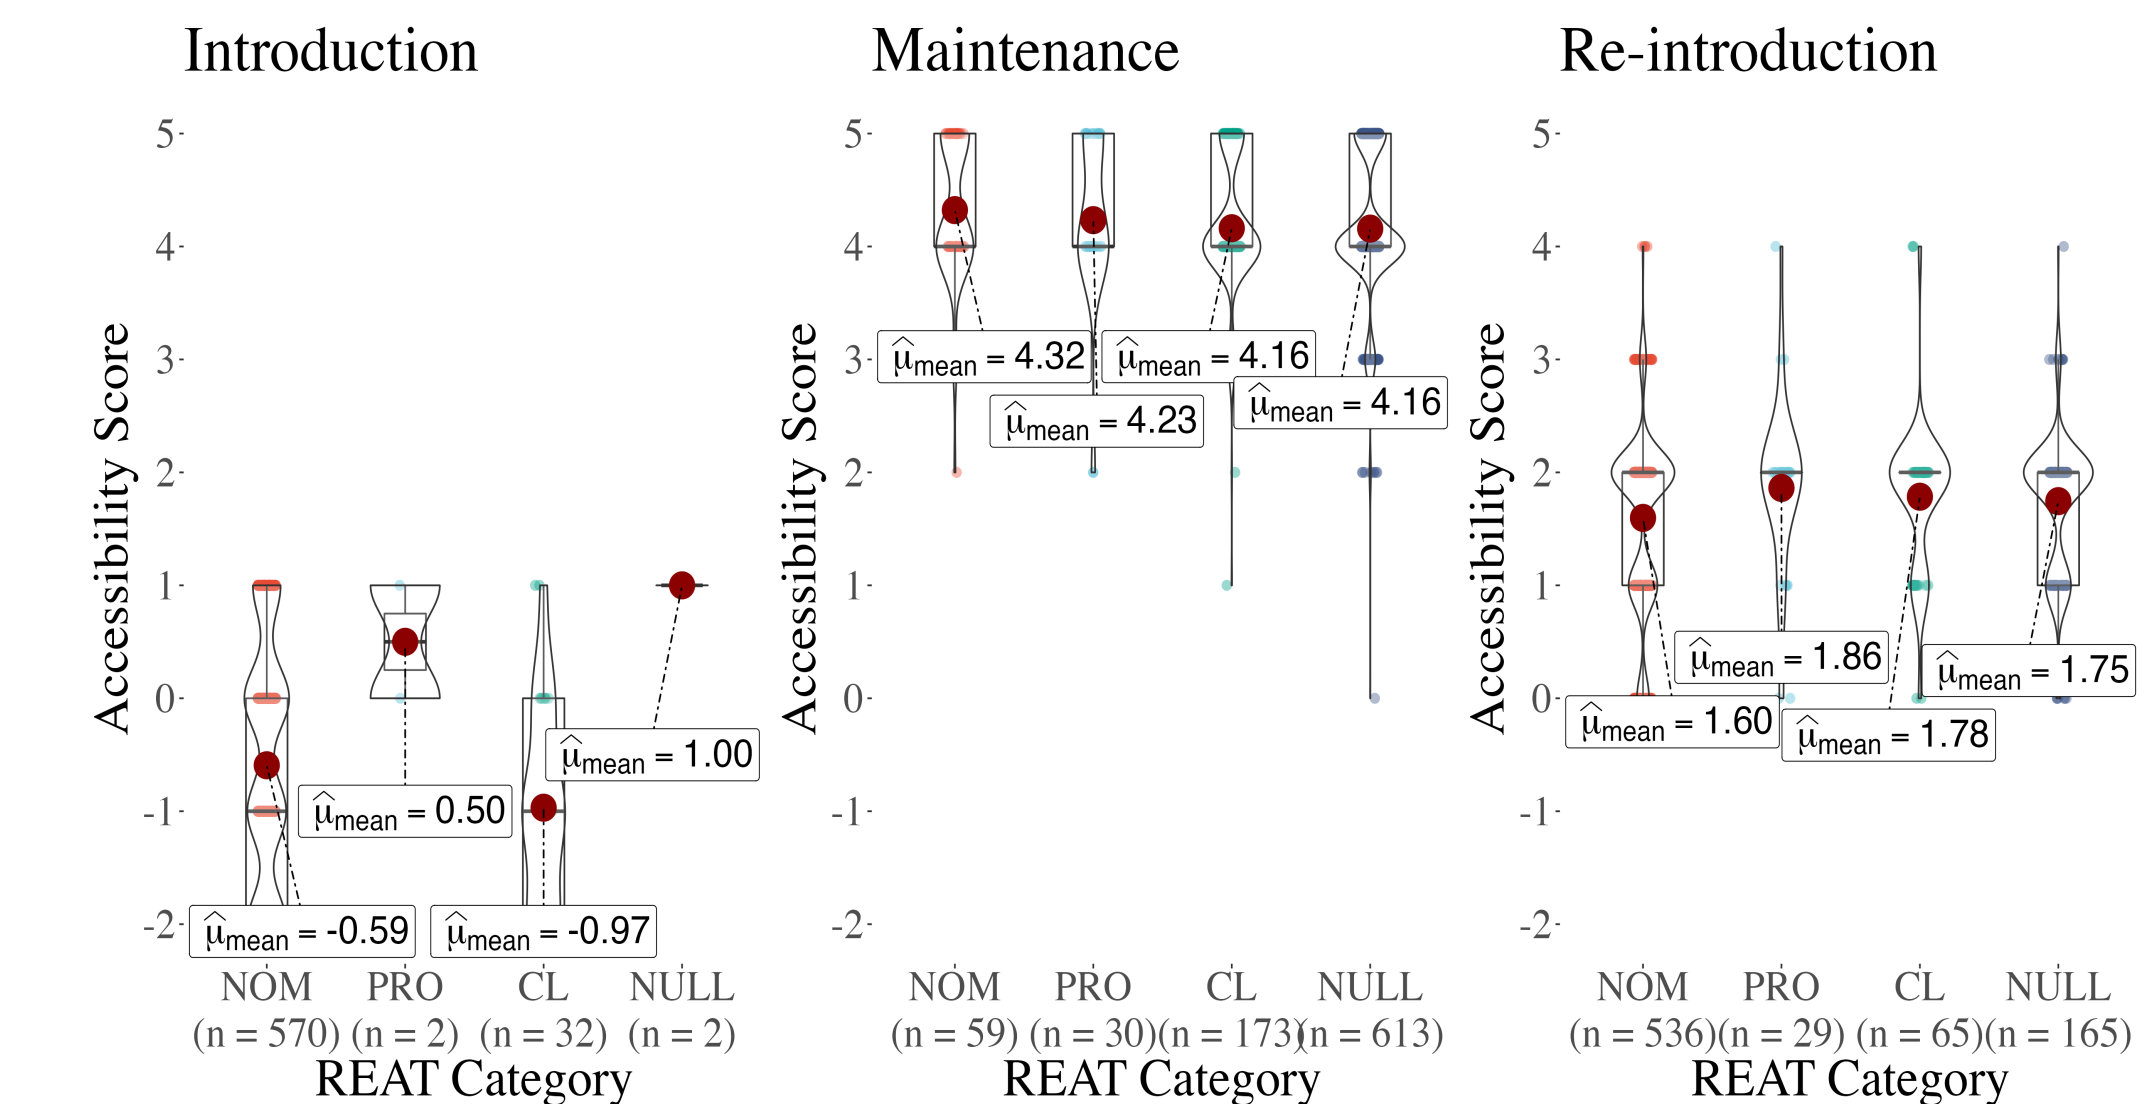 Introduction
Maintenance
Re-introduction
Accessibility Score
5
4
3
2
1
0
-1
-2
μ̂mean = -0.59
μ̂mean = 0.50
μ̂mean = -0.97
μ̂mean = 1.00
NOM
(n = 570)
PRO
(n = 2)
CL
(n = 32)
NULL
(n = 2)
REAT Category
Accessibility Score
5
4
3
2
1
0
-1
-2
μ̂mean = 4.32
μ̂mean = 4.23
μ̂mean = 4.16
μ̂mean = 4.16
NOM
(n = 59)
PRO
(n = 30)
CL
(n = 173)
NULL
(n = 613)
REAT Category
Accessibility Score
5
4
3
2
1
0
-1
-2
μ̂mean = 1.60
μ̂mean = 1.86
μ̂mean = 1.78
μ̂mean = 1.75
NOM
(n = 536)
PRO
(n = 29)
CL
(n = 65)
NULL
(n = 165)
REAT Category